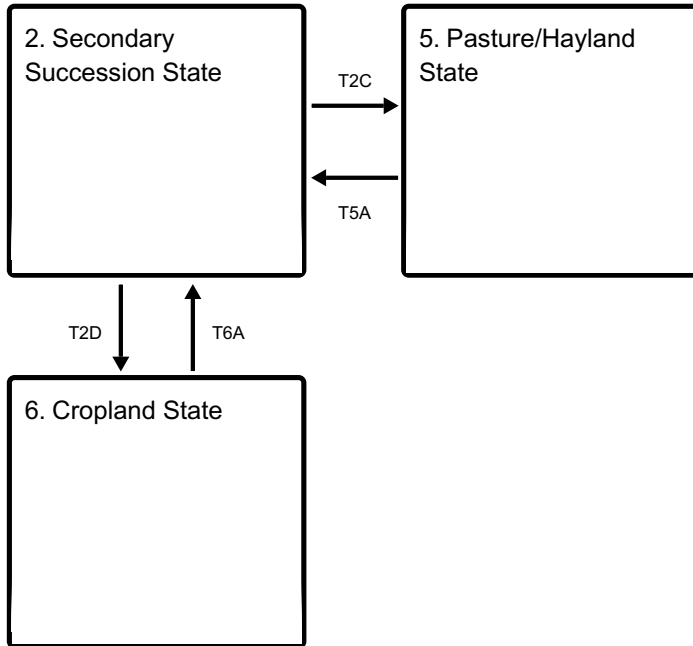 2. Secondary
Succession State
5. Pasture/Hayland
State
T2C
T5A
T2D
T6A
6. Cropland State